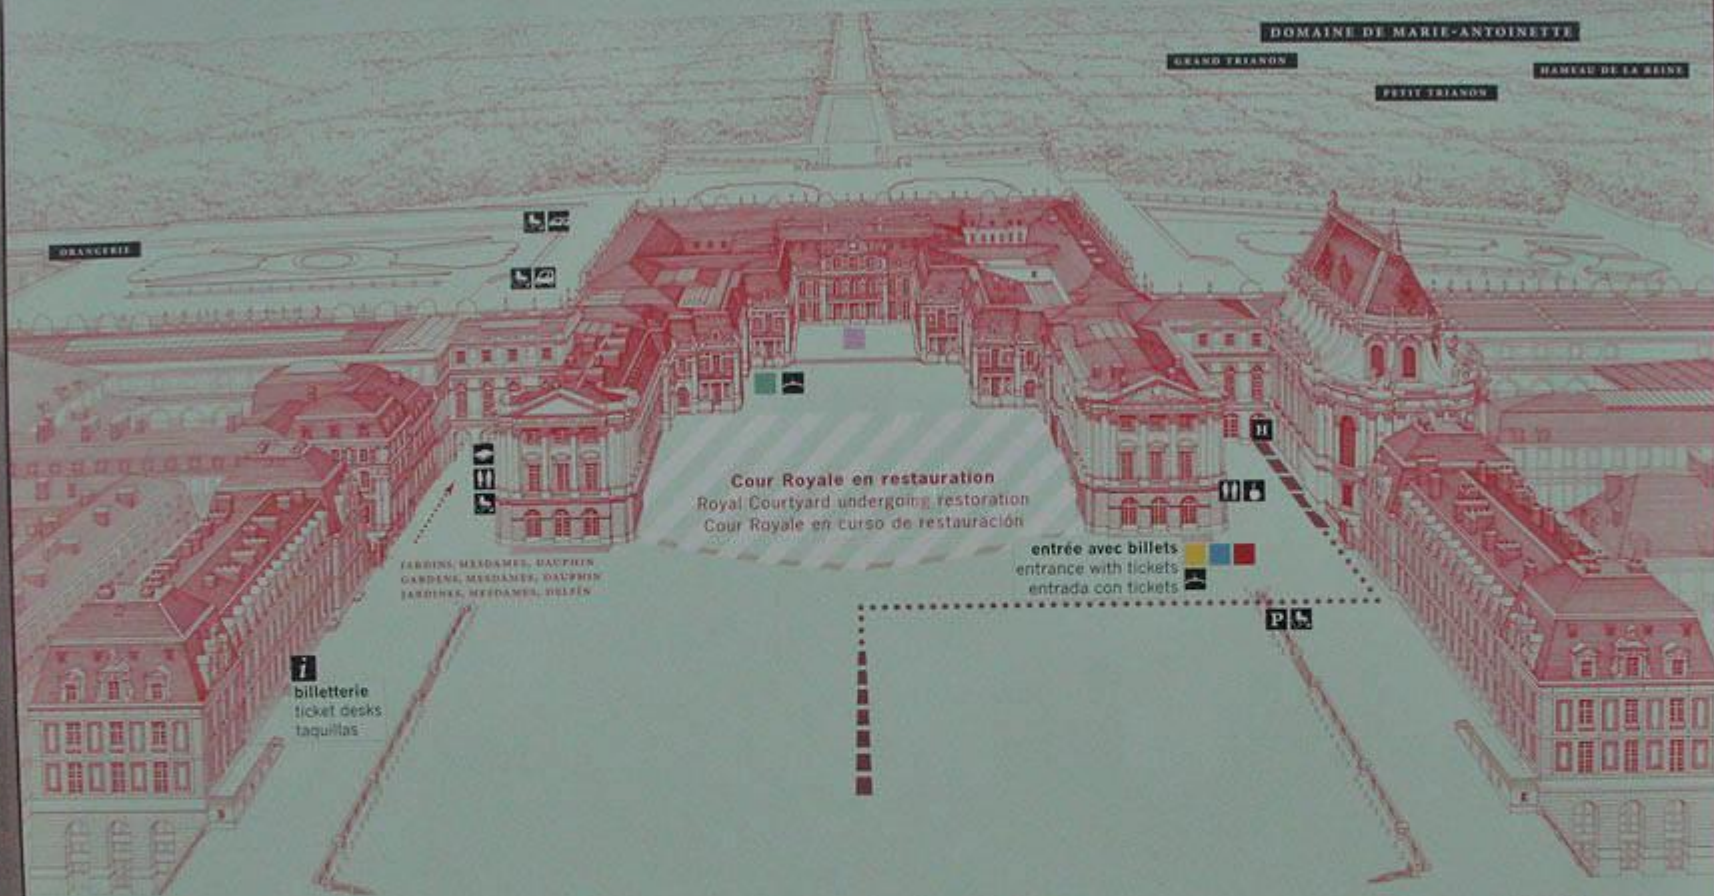 DOMAINE DE MARIE-ANTOINETTE
GRAND TRIANON
HAMEAU DE LA REINE
PETIT TRIANON
ORANGERIE
H
Cour Royale en restauration
Royal Courtyard undergoing restoration
Cour Royale en curso de restauración
entrée avec billets
entrance with tickets
entrada con tickets
JARDINS, MESDAMES, DAUPHIN
GARDENS, MESDAMES, DAUPHIN
JARDINES, MESDAMES, DELFÍN
P
i
billetterie
ticket desks
taquillas